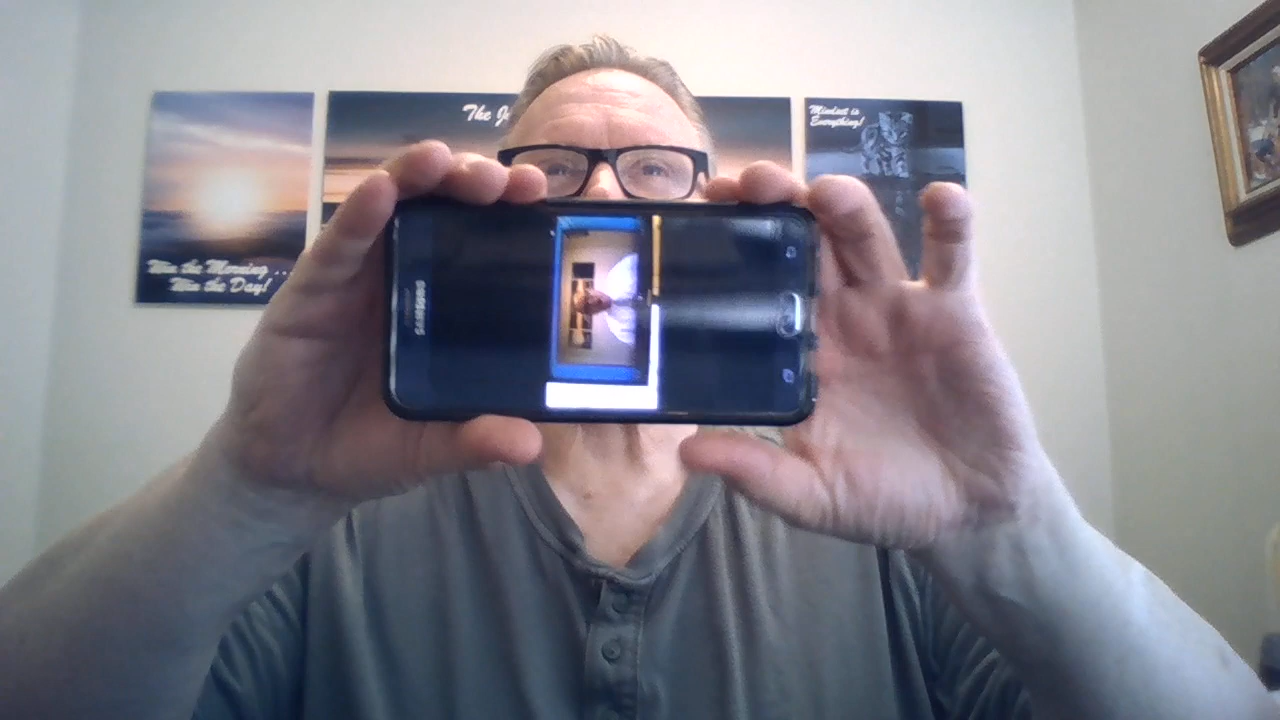 The
Mindset is
Everything!
Win the Morning ...
Win the Day!
SAMSUNG